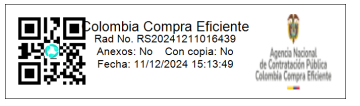 Colombia Compra Eficiente
Rad No. RS20241211016439
Anexos: No Con copia: No
Fecha: 11/12/2024 15:13:49
Agencia Nacional
de Contratación Pública
Colombia Compra Eficiente